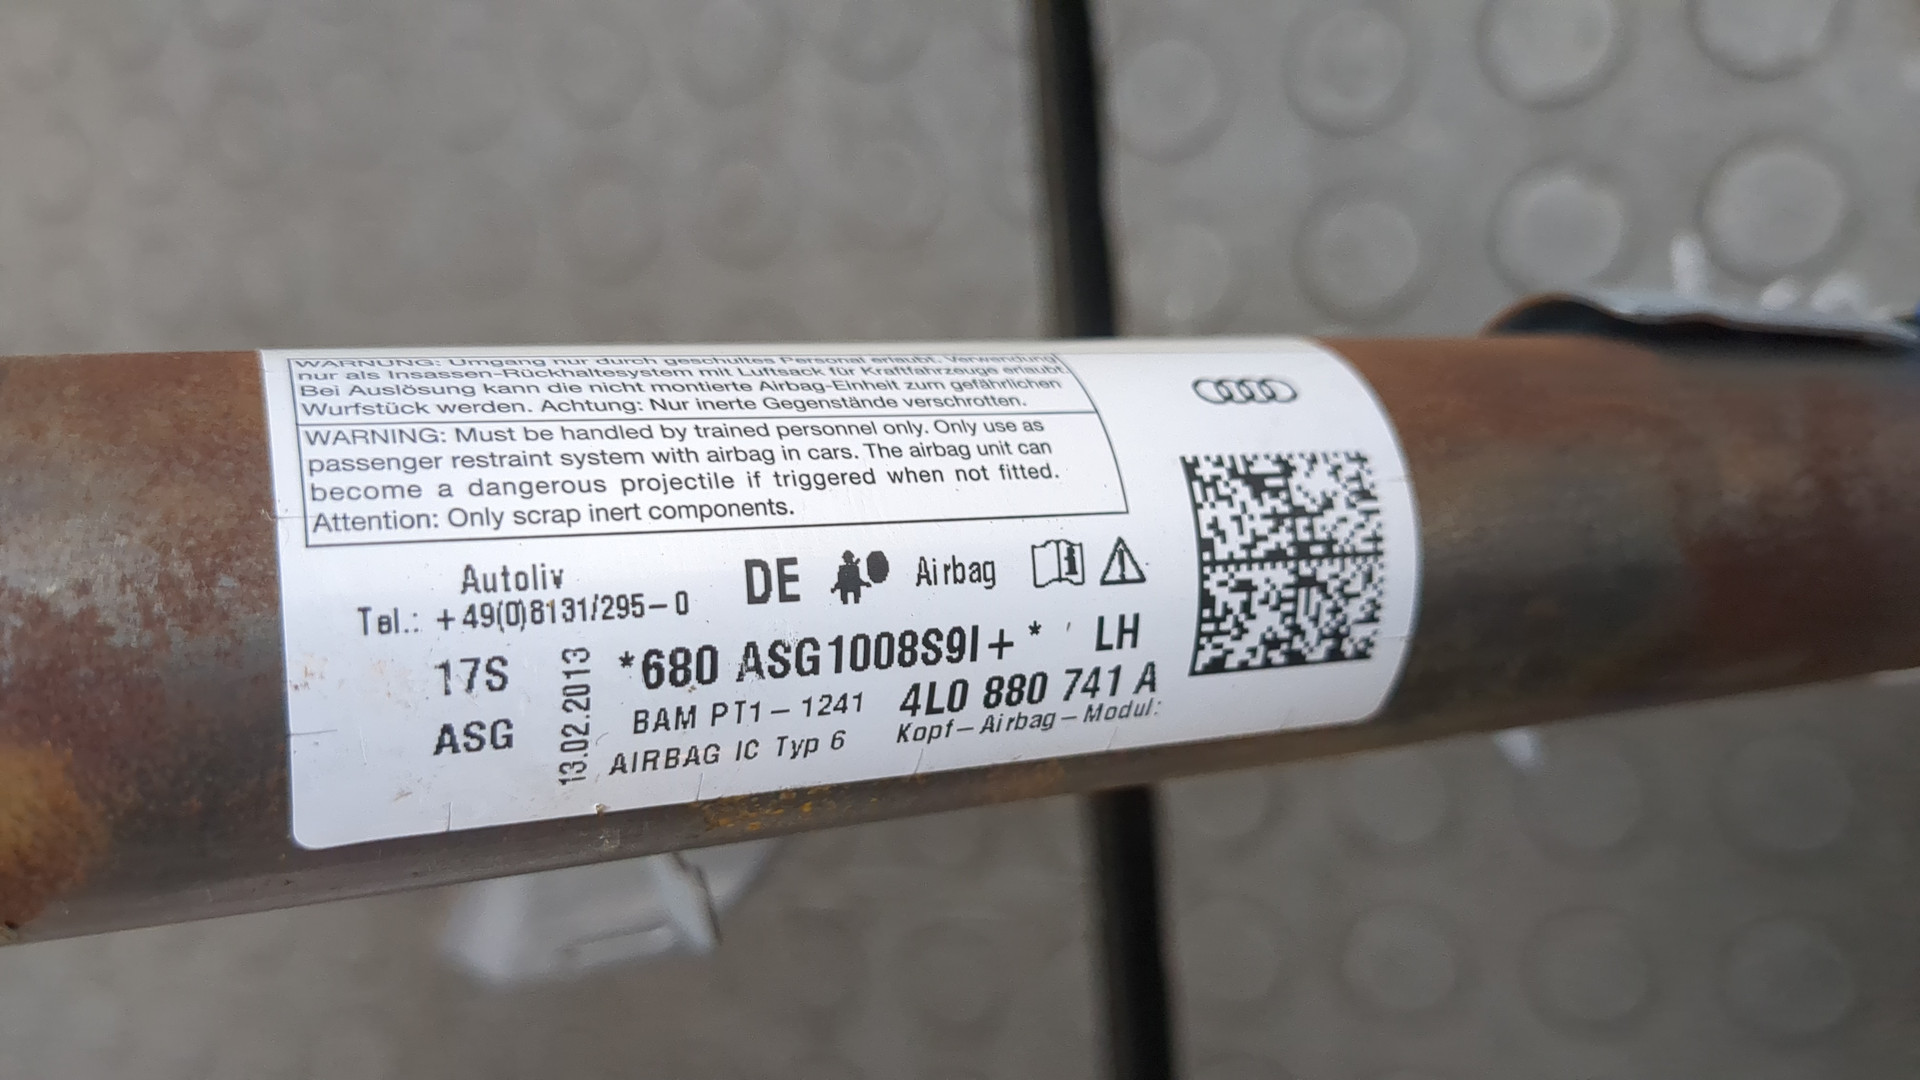 WARNUNG: Umgang nur durch geschultes Personal erlaubt. Verwendung
nur als Insassen-Rückhaltesystem mit Luftsack für Kraftfahrzeuge erlaubt.
Bei Auslösung kann die nicht montierte Airbag-Einheit zum gefährlichen
Wurfstück werden. Achtung: Nur inerte Gegenstände verschrotten.
WARNING: Must be handled by trained personnel only. Only use as
passenger restraint system with airbag in cars. The airbag unit can
become a dangerous projectile if triggered when not fitted.
Attention: Only scrap inert components.
Autoliv
Tel.: +49(0)8131/295-0
DE Airbag
17S
ASG
13.02.2013
*680 ASG1008S9I+* LH
BAM PT1-1241 4L0 880 741 A
AIRBAG IC Typ 6 Kopf-Airbag-Modul: